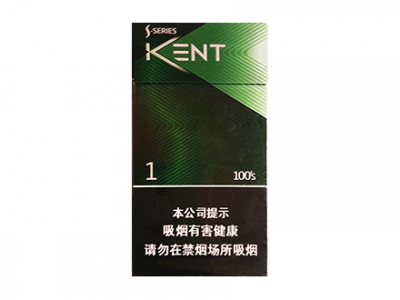 S-SERIES
KENT
1 100's
本公司提示
吸烟有害健康
请勿在禁烟场所吸烟